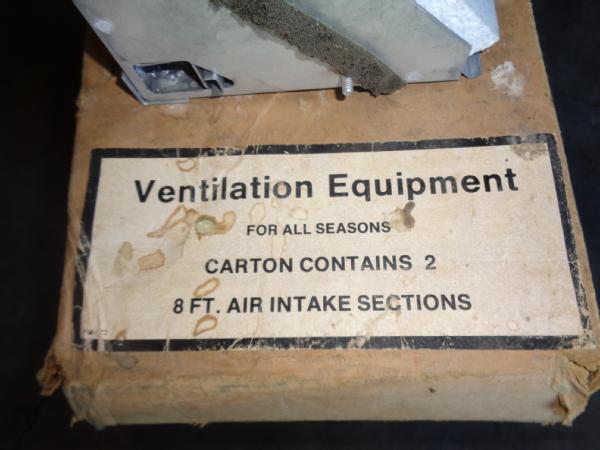 Ventilation Equipment
FOR ALL SEASONS
CARTON CONTAINS 2
8 FT. AIR INTAKE SECTIONS